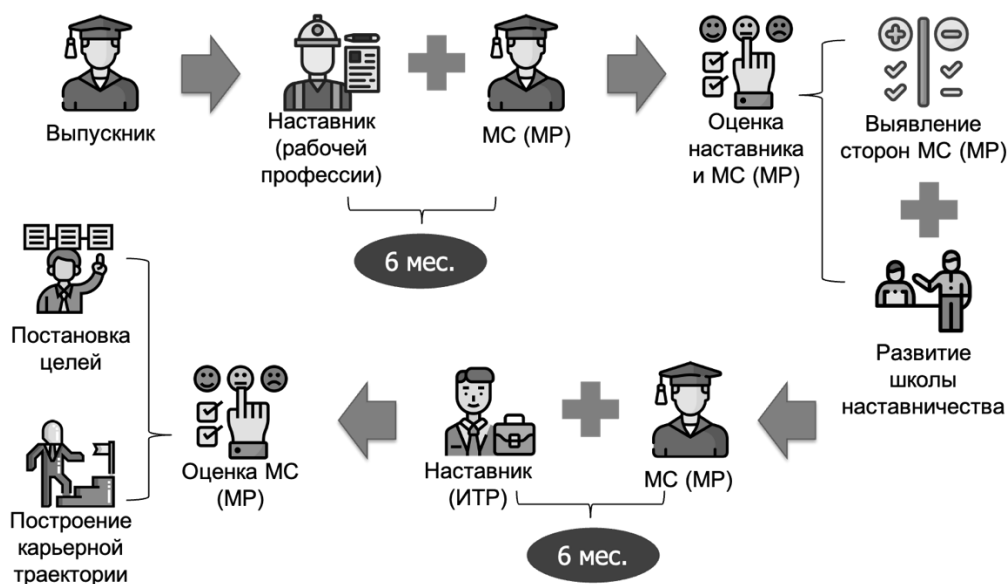 Выпускник
Наставник
(рабочей
профессии)
МС (МР)
6 мес.
Оценка
наставника
и МС (МР)
Выявление
сторон МС (МР)
Развитие
школы
наставничества
МС (МР)
Наставник
(ИТР)
6 мес.
Оценка МС
(МР)
Постановка
целей
Построение
карьерной
траектории